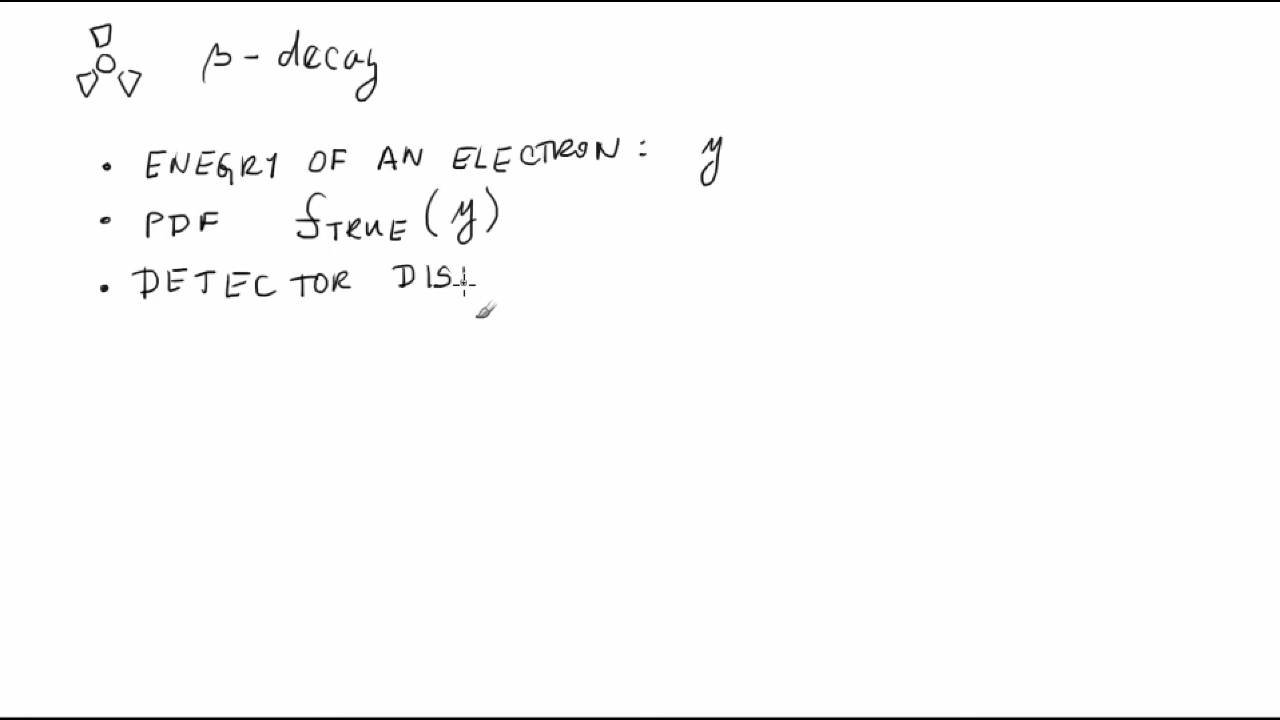 β - decay
• ENEGRY OF AN ELECTRON: y
• PDF f_TRUE (y)
• DETECTOR DIS